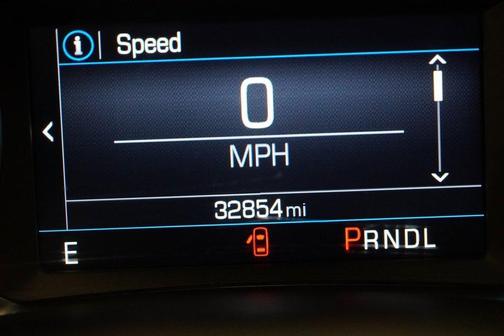 i Speed
0
MPH
32854 mi
E PRNDL